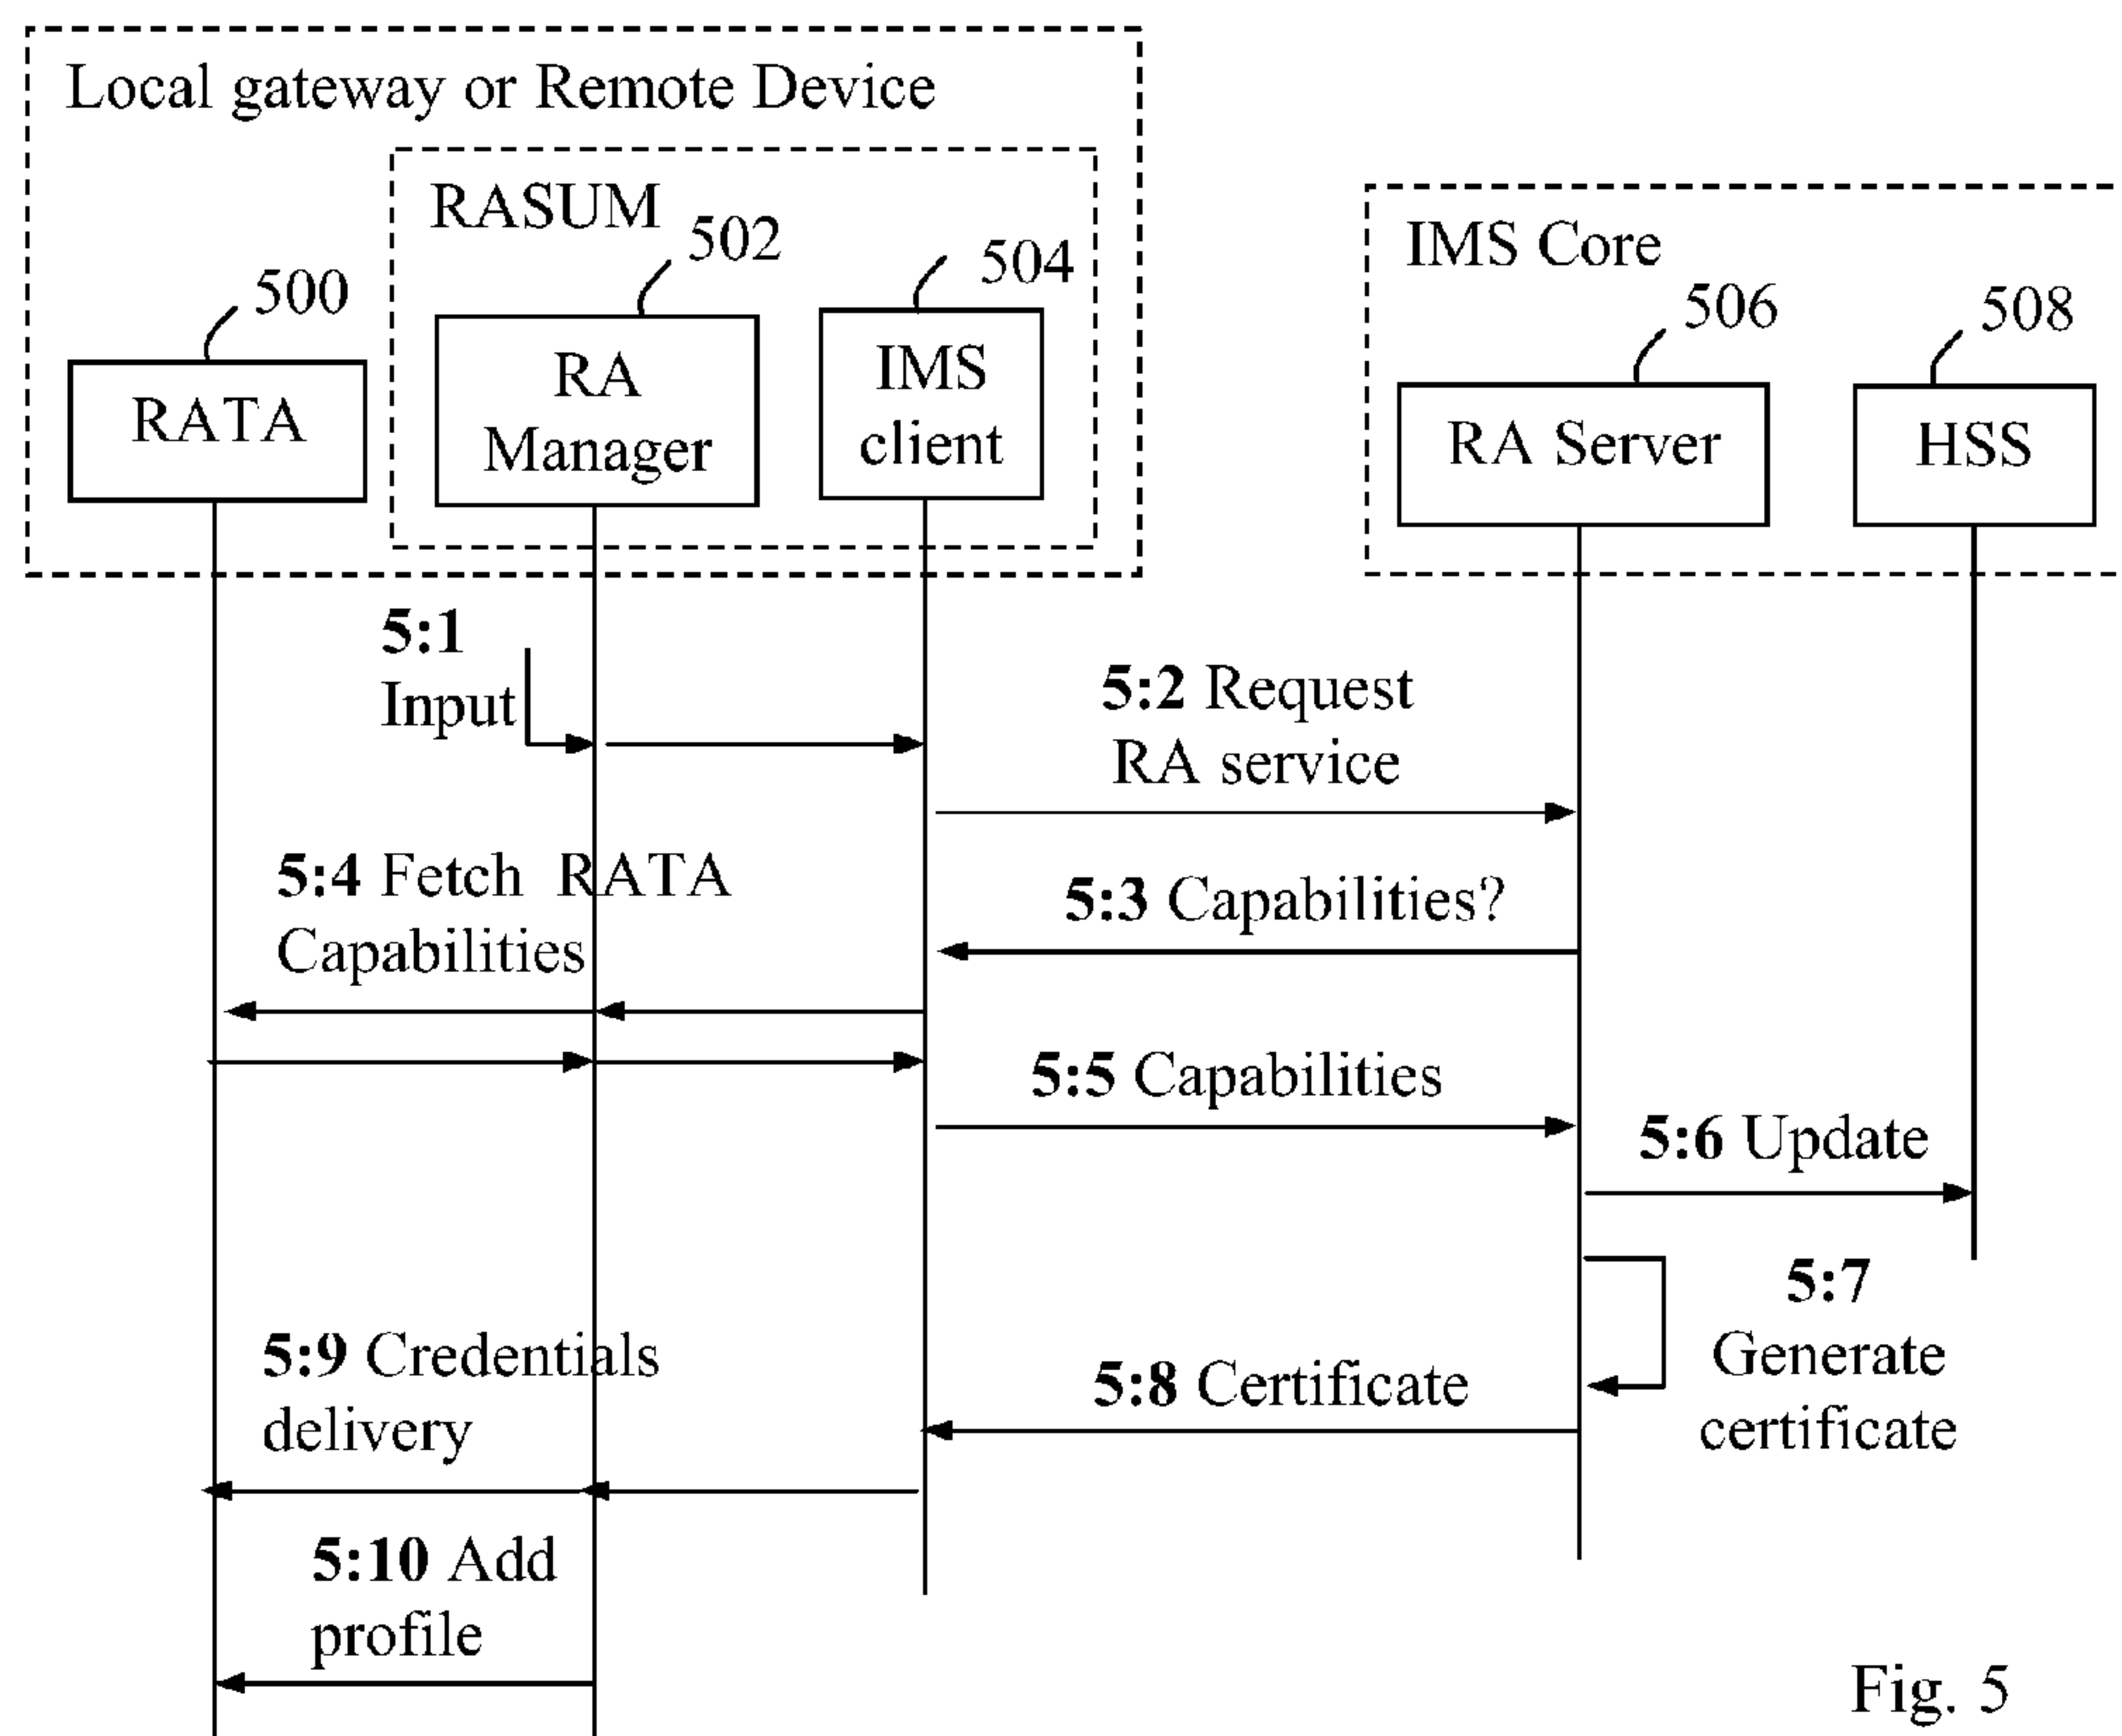 Local gateway or Remote Device
RASUM
502
504
500
IMS Core
506
508
RATA
RA
Manager
IMS
client
RA Server
HSS
5:1
Input
5:2 Request
RA service
5:3 Capabilities?
5:4 Fetch RATA
Capabilities
5:5 Capabilities
5:6 Update
5:7
Generate
certificate
5:8 Certificate
5:9 Credentials
delivery
5:10 Add
profile
Fig. 5